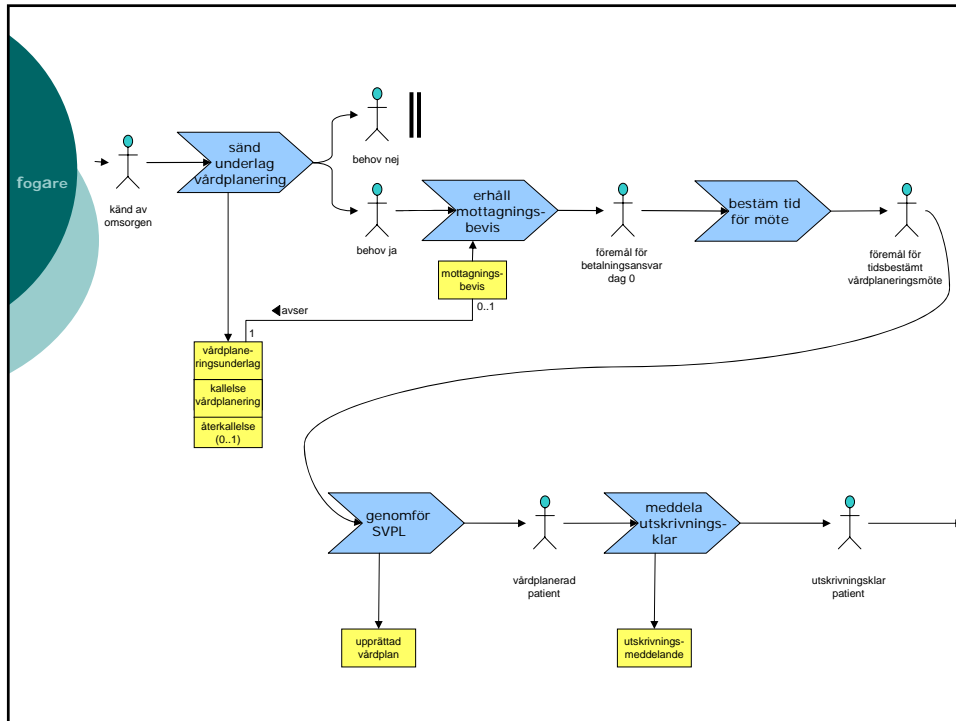 fogare
känd av
omsorgen
sänd
underlag
vårdplanering
behov nej
behov ja
erhåll
mottagnings-
bevis
föremål för
betalningsansvar
dag 0
bestäm tid
för möte
föremål för
tidsbestämt
vårdplaneringsmöte
mottagnings-
bevis
0..1
avser
1
vårdplane-
ringsunderlag
kallelse
vårdplanering
återkallelse
(0..1)
genomför
SVPL
vårdplanerad
patient
meddela
utskrivnings-
klar
utskrivningsklar
patient
upprättad
vårdplan
utskrivnings-
meddelande